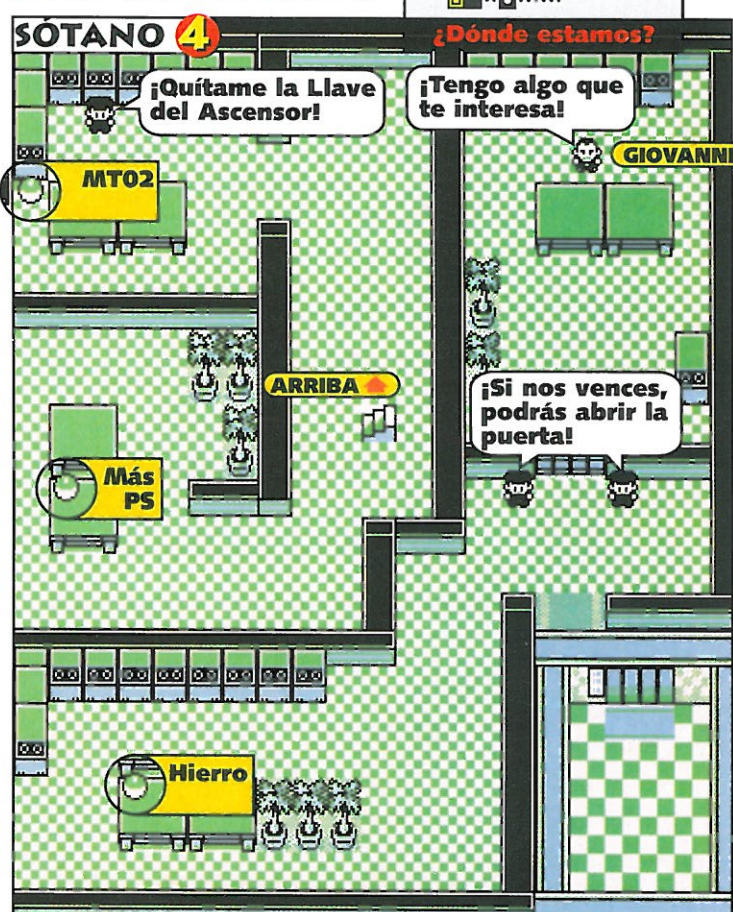 SÓTANO 4
¿Dónde estamos?
¡Quítame la Llave
del Ascensor!
¡Tengo algo que
te interesa!
GIOVANNI
MT02
ARRIBA
¡Si nos vences,
podrás abrir la
puerta!
Más
PS
Hierro